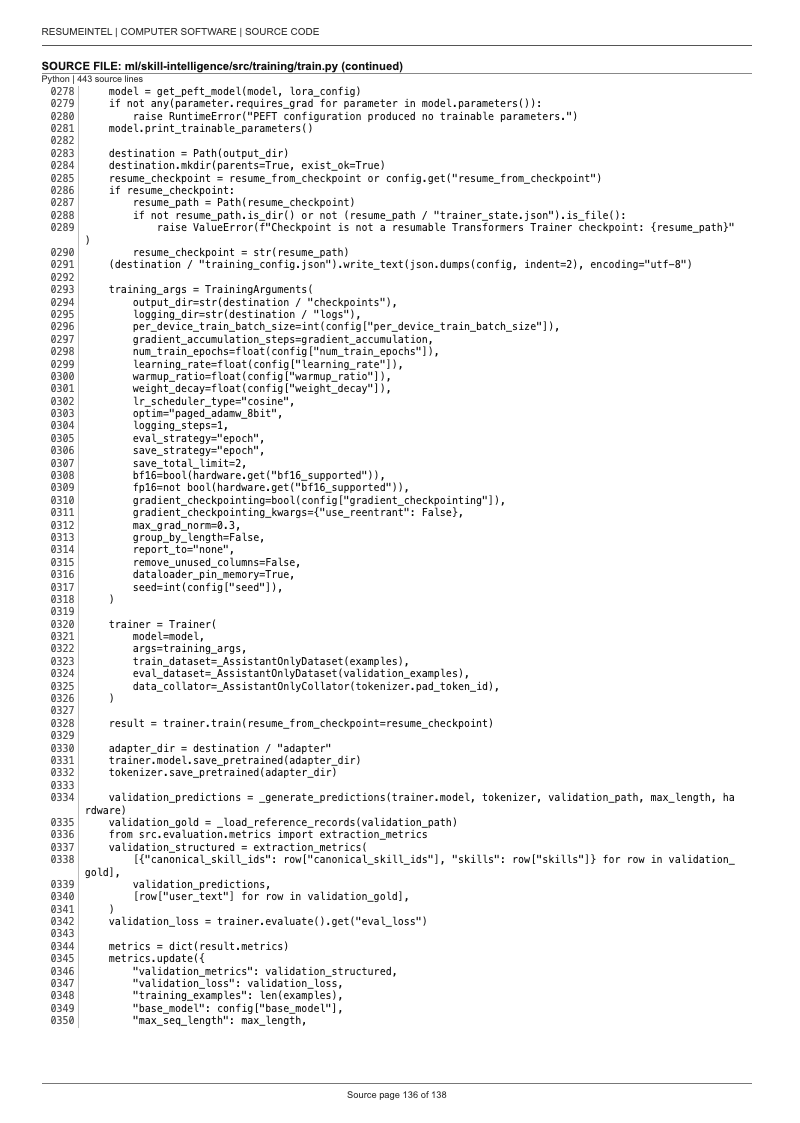 RESUMEINTEL | COMPUTER SOFTWARE | SOURCE CODE
SOURCE FILE: ml/skill-intelligence/src/training/train.py (continued)
Python | 443 source lines
0278     model = get_peft_model(model, lora_config)
0279     if not any(parameter.requires_grad for parameter in model.parameters()):
0280         raise RuntimeError("PEFT configuration produced no trainable parameters.")
0281     model.print_trainable_parameters()
0282
0283     destination = Path(output_dir)
0284     destination.mkdir(parents=True, exist_ok=True)
0285     resume_checkpoint = resume_from_checkpoint or config.get("resume_from_checkpoint")
0286     if resume_checkpoint:
0287         resume_path = Path(resume_checkpoint)
0288         if not resume_path.is_dir() or not (resume_path / "trainer_state.json").is_file():
0289             raise ValueError(f"Checkpoint is not a resumable Transformers Trainer checkpoint: {resume_path}"
)
0290         resume_checkpoint = str(resume_path)
0291     (destination / "training_config.json").write_text(json.dumps(config, indent=2), encoding="utf-8")
0292
0293     training_args = TrainingArguments(
0294         output_dir=str(destination / "checkpoints"),
0295         logging_dir=str(destination / "logs"),
0296         per_device_train_batch_size=int(config["per_device_train_batch_size"]),
0297         gradient_accumulation_steps=gradient_accumulation,
0298         num_train_epochs=float(config["num_train_epochs"]),
0299         learning_rate=float(config["learning_rate"]),
0300         warmup_ratio=float(config["warmup_ratio"]),
0301         weight_decay=float(config["weight_decay"]),
0302         lr_scheduler_type="cosine",
0303         optim="paged_adamw_8bit",
0304         logging_steps=1,
0305         eval_strategy="epoch",
0306         save_strategy="epoch",
0307         save_total_limit=2,
0308         bf16=bool(hardware.get("bf16_supported")),
0309         fp16=not bool(hardware.get("bf16_supported")),
0310         gradient_checkpointing=bool(config["gradient_checkpointing"]),
0311         gradient_checkpointing_kwargs={"use_reentrant": False},
0312         max_grad_norm=0.3,
0313         group_by_length=False,
0314         report_to="none",
0315         remove_unused_columns=False,
0316         dataloader_pin_memory=True,
0317         seed=int(config["seed"]),
0318     )
0319
0320     trainer = Trainer(
0321         model=model,
0322         args=training_args,
0323         train_dataset=_AssistantOnlyDataset(examples),
0324         eval_dataset=_AssistantOnlyDataset(validation_examples),
0325         data_collator=_AssistantOnlyCollator(tokenizer.pad_token_id),
0326     )
0327
0328     result = trainer.train(resume_from_checkpoint=resume_checkpoint)
0329
0330     adapter_dir = destination / "adapter"
0331     trainer.model.save_pretrained(adapter_dir)
0332     tokenizer.save_pretrained(adapter_dir)
0333
0334     validation_predictions = _generate_predictions(trainer.model, tokenizer, validation_path, max_length, ha
rdware)
0335     validation_gold = _load_reference_records(validation_path)
0336     from src.evaluation.metrics import extraction_metrics
0337     validation_structured = extraction_metrics(
0338         [{"canonical_skill_ids": row["canonical_skill_ids"], "skills": row["skills"]} for row in validation_
gold],
0339         validation_predictions,
0340         [row["user_text"] for row in validation_gold],
0341     )
0342     validation_loss = trainer.evaluate().get("eval_loss")
0343
0344     metrics = dict(result.metrics)
0345     metrics.update({
0346         "validation_metrics": validation_structured,
0347         "validation_loss": validation_loss,
0348         "training_examples": len(examples),
0349         "base_model": config["base_model"],
0350         "max_seq_length": max_length,
Source page 136 of 138